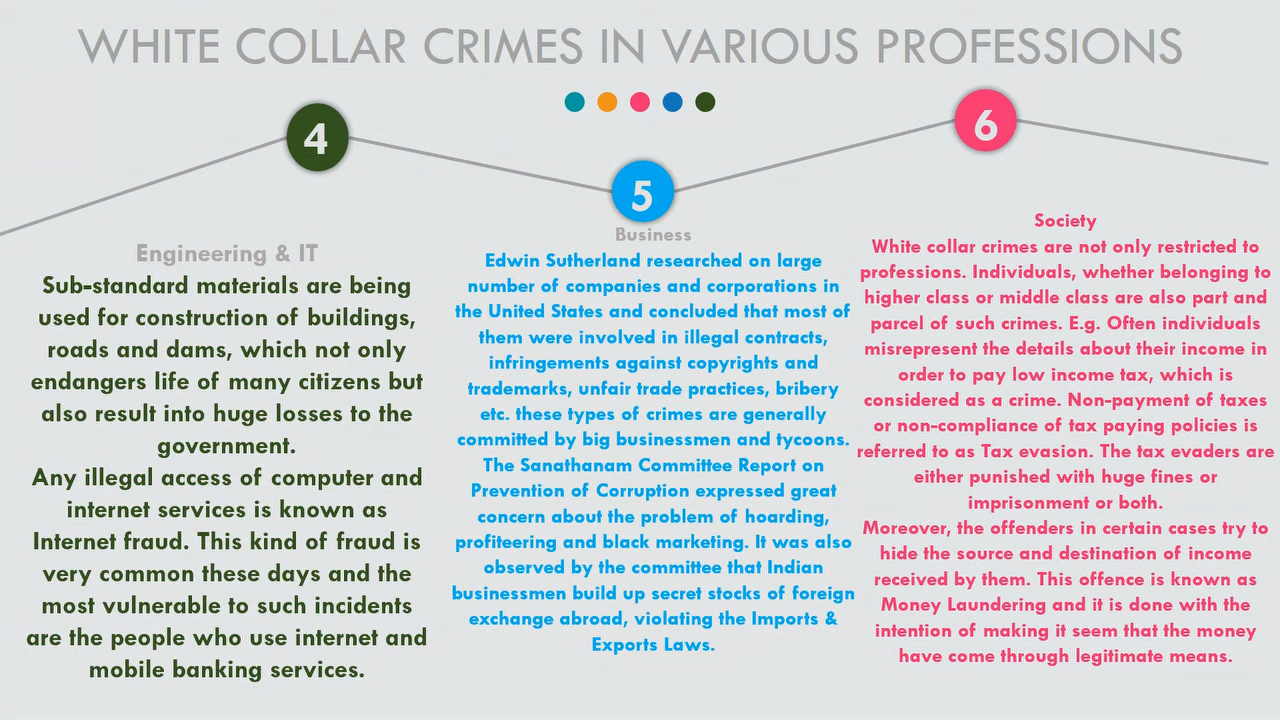 WHITE COLLAR CRIMES IN VARIOUS PROFESSIONS
4
Engineering & IT
Sub-standard materials are being
used for construction of buildings,
roads and dams, which not only
endangers life of many citizens but
also result into huge losses to the
government.
Any illegal access of computer and
internet services is known as
Internet fraud. This kind of fraud is
very common these days and the
most vulnerable to such incidents
are the people who use internet and
mobile banking services.
5
Business
Edwin Sutherland researched on large
number of companies and corporations in
the United States and concluded that most of
them were involved in illegal contracts,
infringements against copyrights and
trademarks, unfair trade practices, bribery
etc. these types of crimes are generally
committed by big businessmen and tycoons.
The Sanathanam Committee Report on
Prevention of Corruption expressed great
concern about the problem of hoarding,
profiteering and black marketing. It was also
observed by the committee that Indian
businessmen build up secret stocks of foreign
exchange abroad, violating the Imports &
Exports Laws.
6
Society
White collar crimes are not only restricted to
professions. Individuals, whether belonging to
higher class or middle class are also part and
parcel of such crimes. E.g. Often individuals
misrepresent the details about their income in
order to pay low income tax, which is
considered as a crime. Non-payment of taxes
or non-compliance of tax paying policies is
referred to as Tax evasion. The tax evaders are
either punished with huge fines or
imprisonment or both.
Moreover, the offenders in certain cases try to
hide the source and destination of income
received by them. This offence is known as
Money Laundering and it is done with the
intention of making it seem that the money
have come through legitimate means.